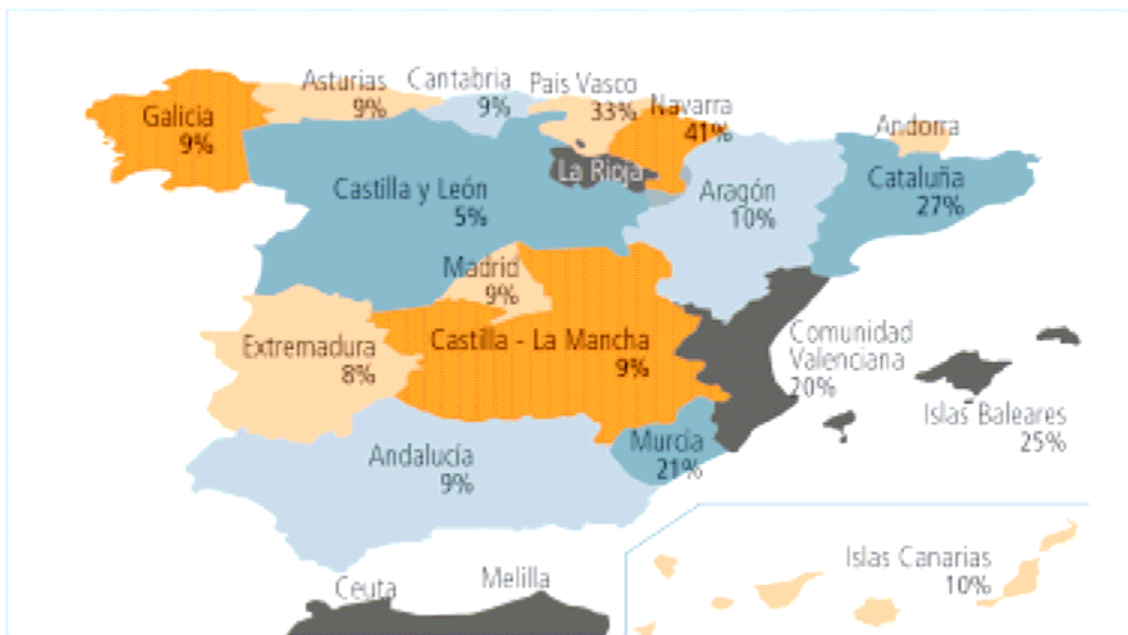 Asturias
9%
Cantabria
9%
Pais Vasco
33%
Navarra
41%
Andorra
Galicia
9%
La Rioja
Castilla y León
5%
Aragón
10%
Cataluña
27%
Madrid
9%
Extremadura
8%
Castilla - La Mancha
9%
Comunidad
Valenciana
20%
Islas Baleares
25%
Andalucía
9%
Murcia
21%
Islas Canarias
10%
Ceuta
Melilla